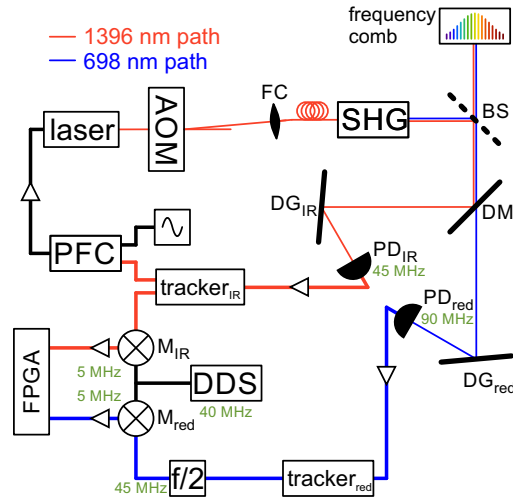 1396 nm path
698 nm path
frequency
comb
FC
BS
laser
AOM
SHG
DG_IR
DM
PD_IR
45 MHz
PFC
tracker_IR
PD_red
90 MHz
M_IR
5 MHz
FPGA
DDS
40 MHz
5 MHz
M_red
DG_red
45 MHz
f/2
tracker_red